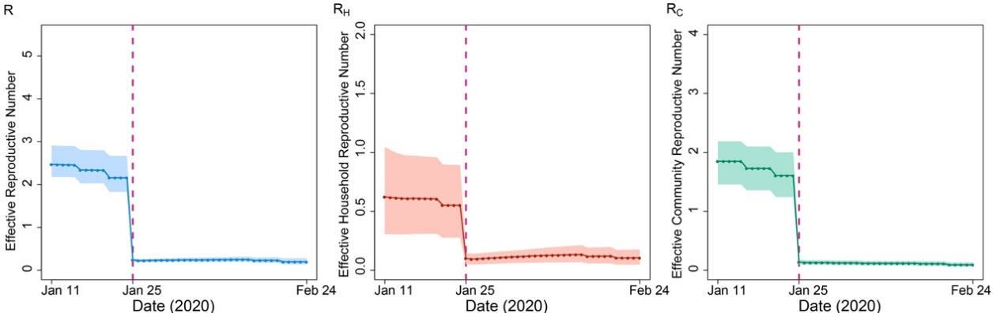 R
Effective Reproductive Number
5
4
3
2
1
0
Jan 11
Jan 25
Feb 24
Date (2020)
R_H
Effective Household Reproductive Number
2.0
1.5
1.0
0.5
0.0
Jan 11
Jan 25
Feb 24
Date (2020)
R_C
Effective Community Reproductive Number
4
3
2
1
0
Jan 11
Jan 25
Feb 24
Date (2020)